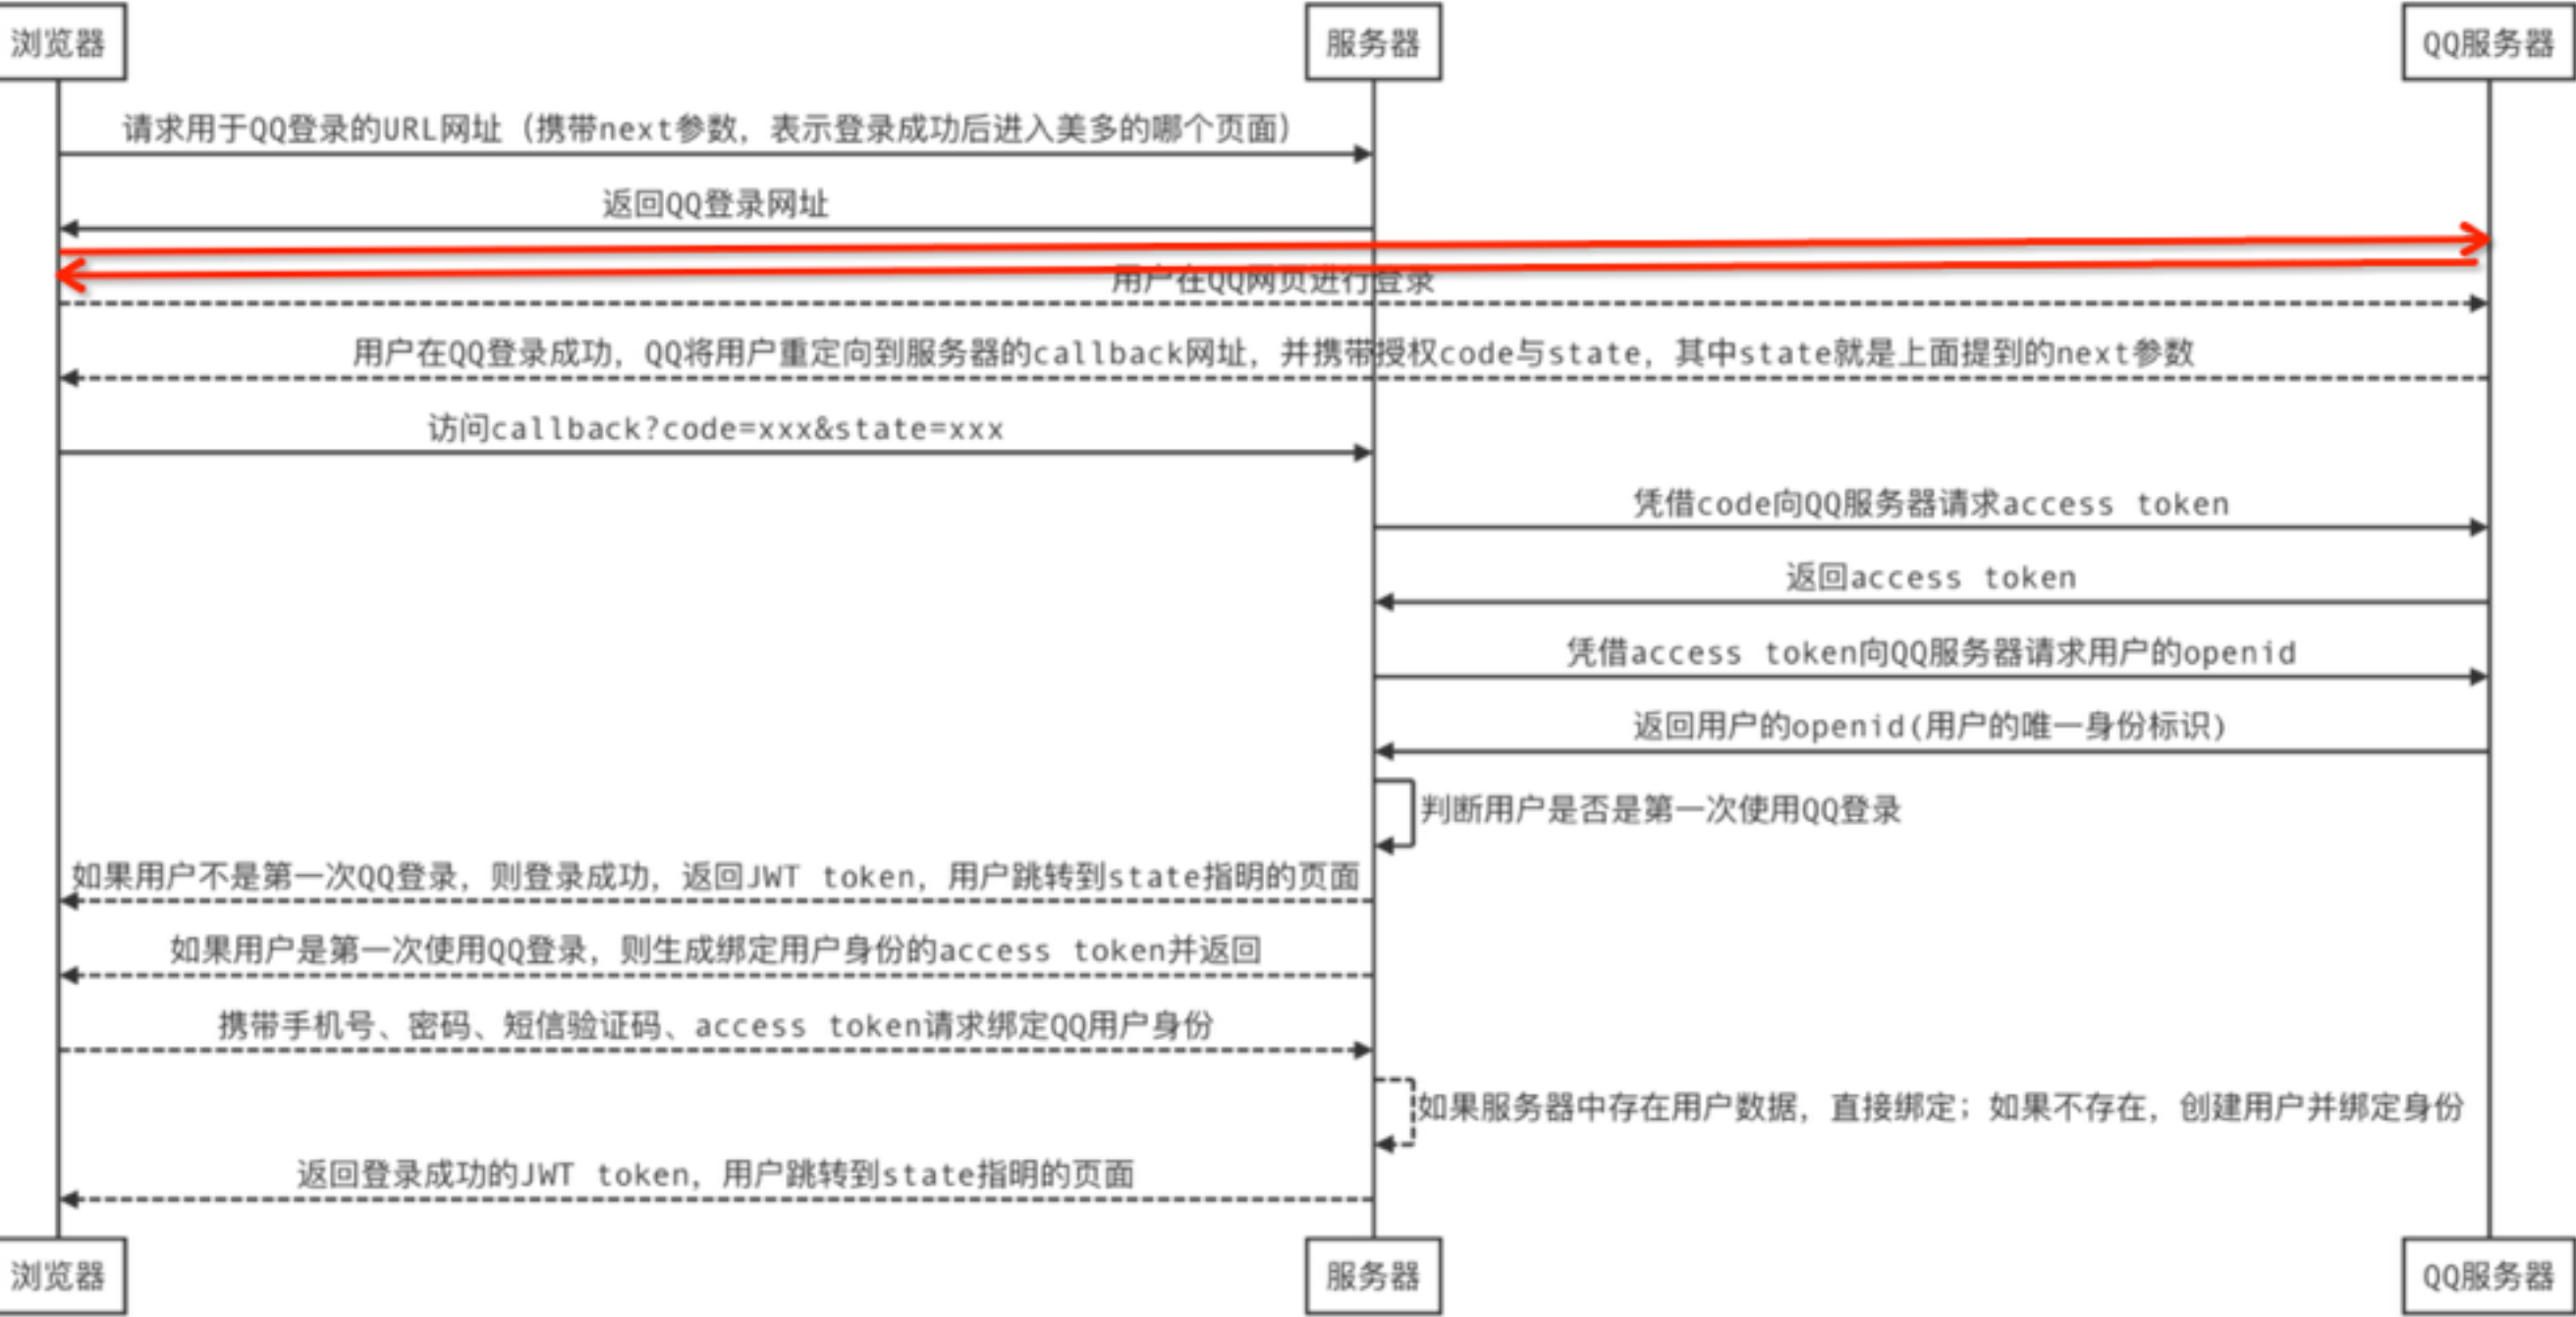 浏览器
服务器
QQ服务器
请求用于QQ登录的URL网址（携带next参数，表示登录成功后进入美多的哪个页面）
返回QQ登录网址
用户在QQ网页进行登录
用户在QQ登录成功，QQ将用户重定向到服务器的callback网址，并携带授权code与state，其中state就是上面提到的next参数
访问callback?code=xxx&state=xxx
凭借code向QQ服务器请求access token
返回access token
凭借access token向QQ服务器请求用户的openid
返回用户的openid(用户的唯一身份标识)
判断用户是否是第一次使用QQ登录
如果用户不是第一次QQ登录，则登录成功，返回JWT token，用户跳转到state指明的页面
如果用户是第一次使用QQ登录，则生成绑定用户身份的access token并返回
携带手机号、密码、短信验证码、access token请求绑定QQ用户身份
如果服务器中存在用户数据，直接绑定；如果不存在，创建用户并绑定身份
返回登录成功的JWT token，用户跳转到state指明的页面
浏览器
服务器
QQ服务器